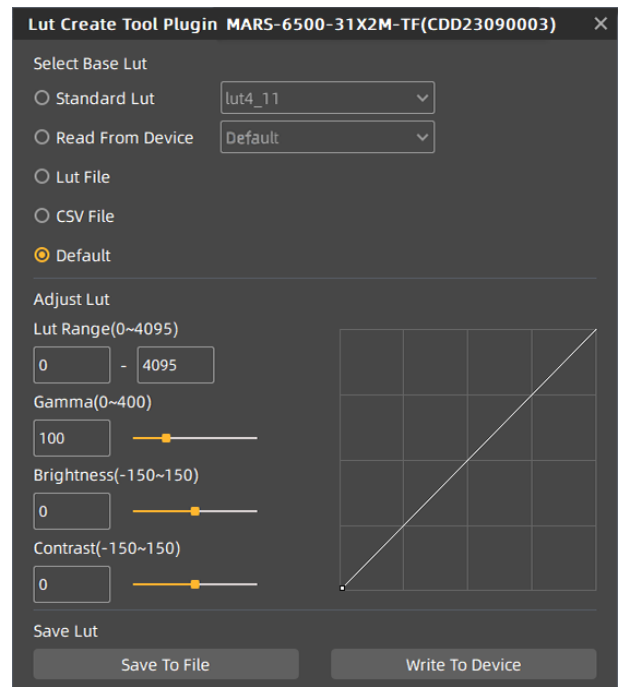 Lut Create Tool Plugin MARS-6500-31X2M-TF(CDD23090003)
Select Base Lut
Standard Lut lut4_11
Read From Device Default
Lut File
CSV File
Default
Adjust Lut
Lut Range(0~4095)
0 - 4095
Gamma(0~400)
100
Brightness(-150~150)
0
Contrast(-150~150)
0
Save Lut
Save To File Write To Device